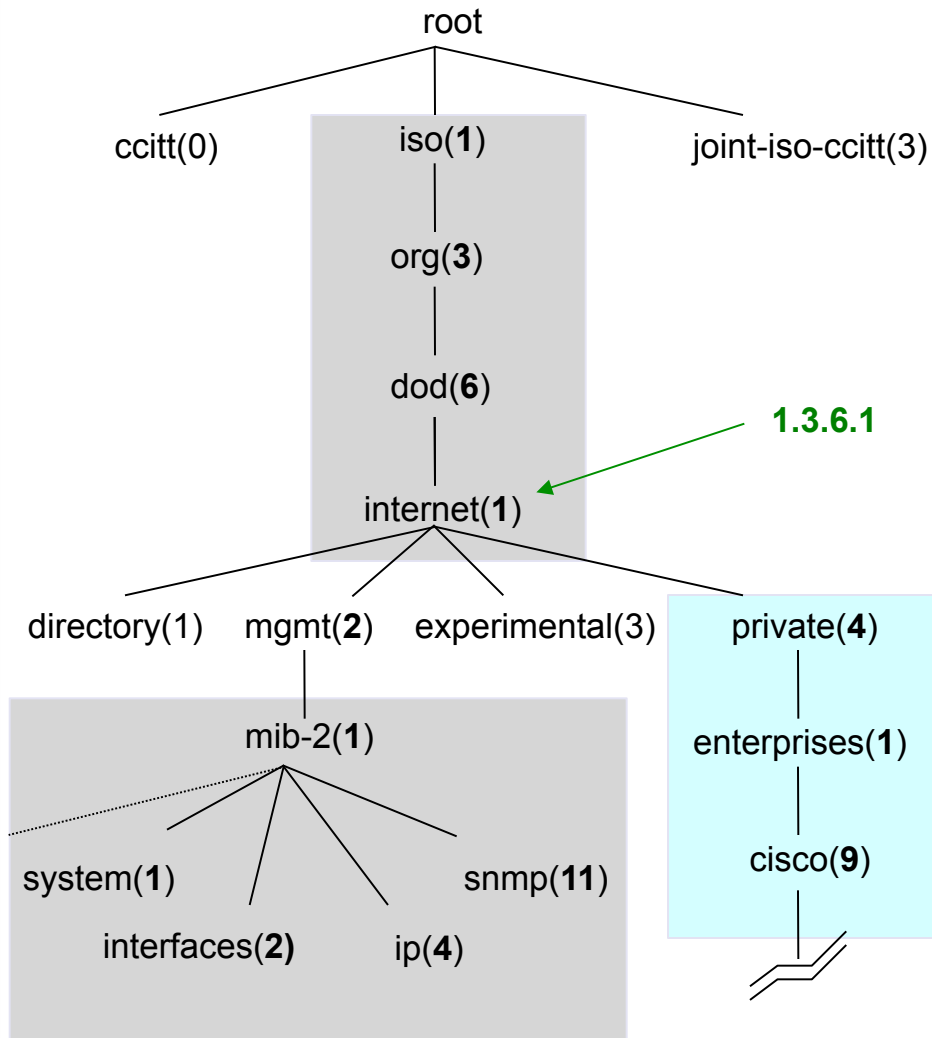 root
ccitt(0)
iso(1)
joint-iso-ccitt(3)
org(3)
dod(6)
1.3.6.1
internet(1)
directory(1)
mgmt(2)
experimental(3)
private(4)
mib-2(1)
enterprises(1)
system(1)
snmp(11)
cisco(9)
interfaces(2)
ip(4)